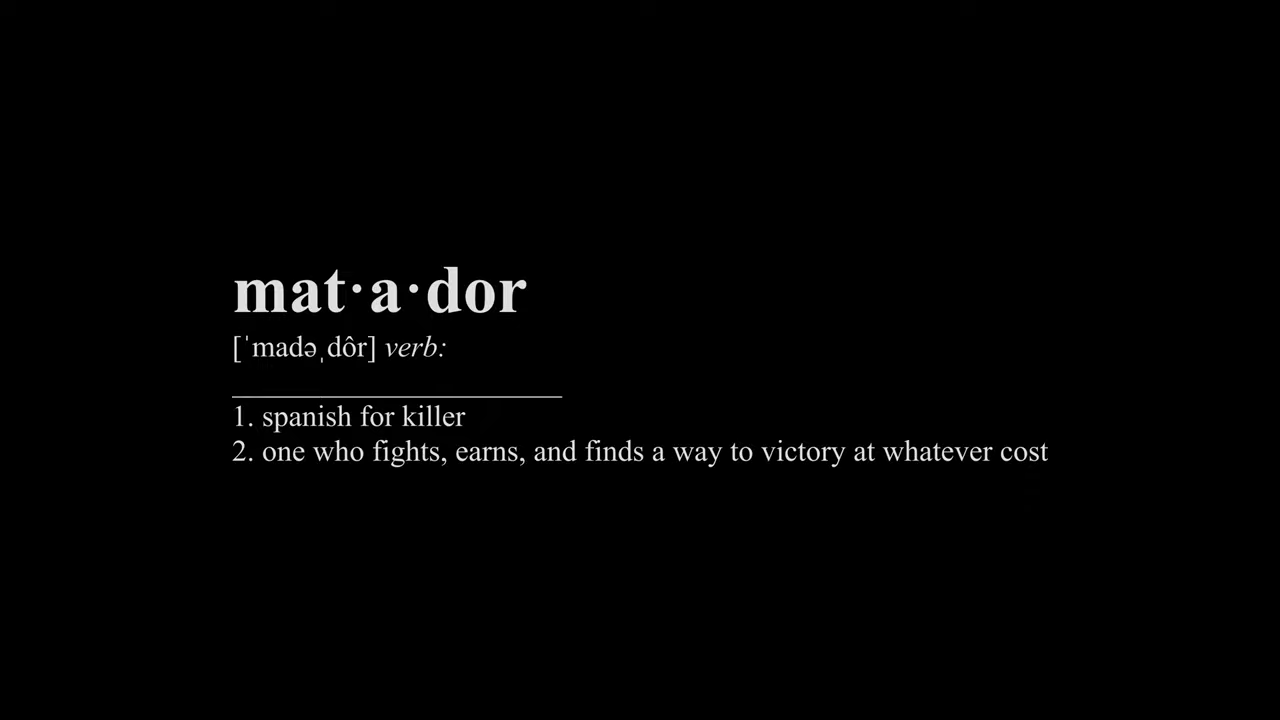 mat·a·dor
[ˈmadəˌdôr] verb:
1. spanish for killer
2. one who fights, earns, and finds a way to victory at whatever cost